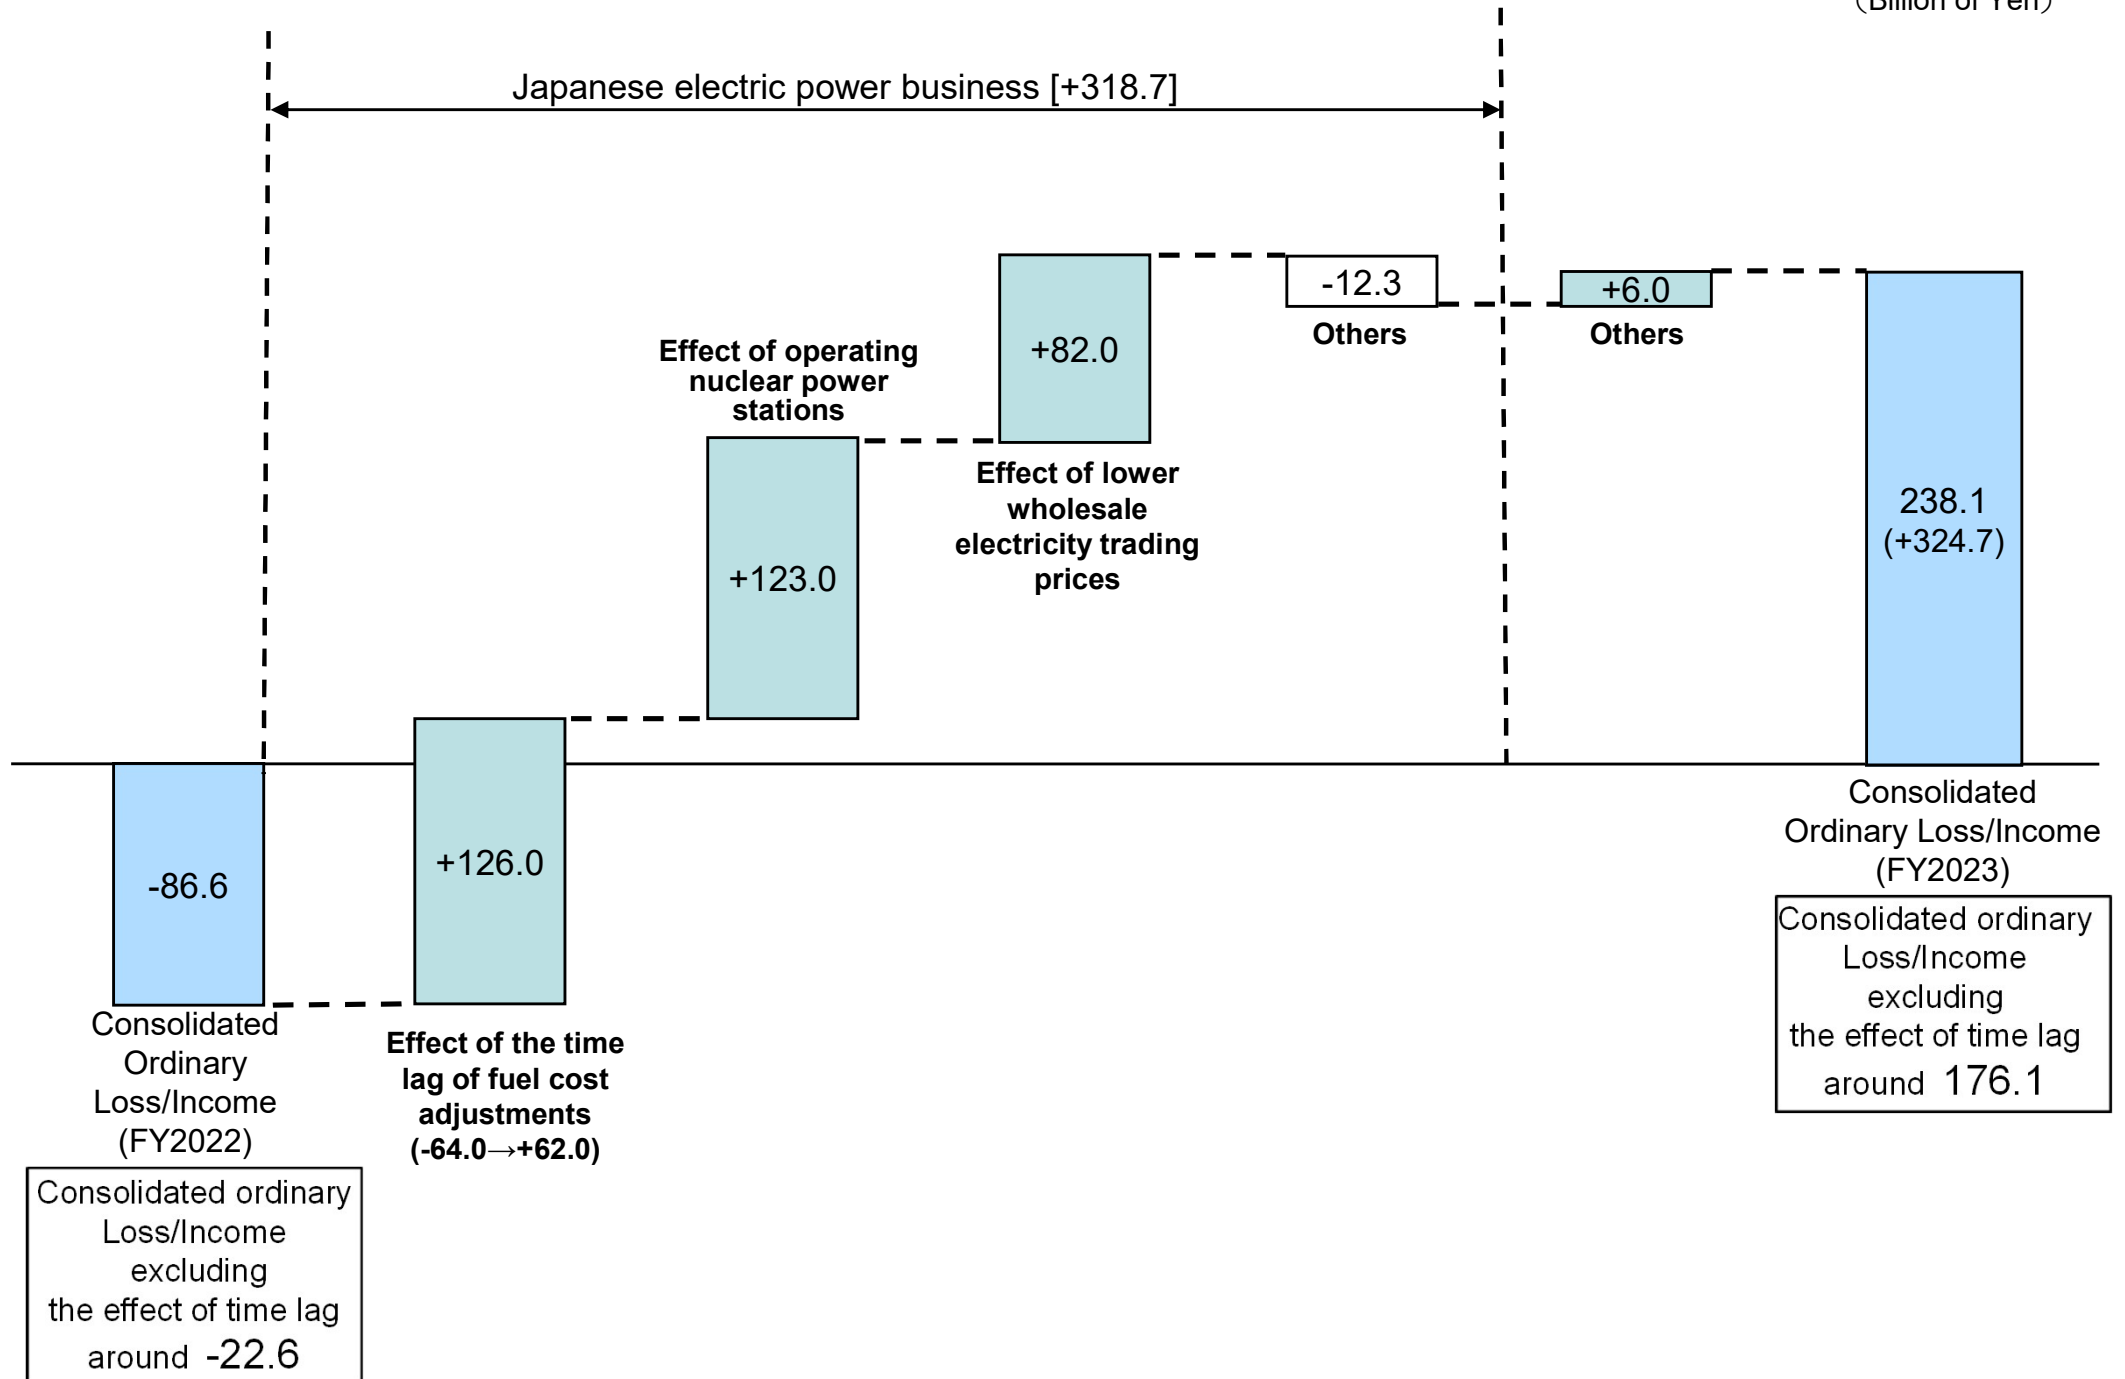 (Billion of Yen)
Japanese electric power business [+318.7]
-12.3
Others
+6.0
Others
+82.0
Effect of lower
wholesale
electricity trading
prices
Effect of operating
nuclear power
stations
+123.0
238.1
(+324.7)
-86.6
Consolidated
Ordinary
Loss/Income
(FY2022)
+126.0
Effect of the time
lag of fuel cost
adjustments
(-64.0→+62.0)
Consolidated
Ordinary Loss/Income
(FY2023)
Consolidated ordinary
Loss/Income
excluding
the effect of time lag
around 176.1
Consolidated ordinary
Loss/Income
excluding
the effect of time lag
around -22.6